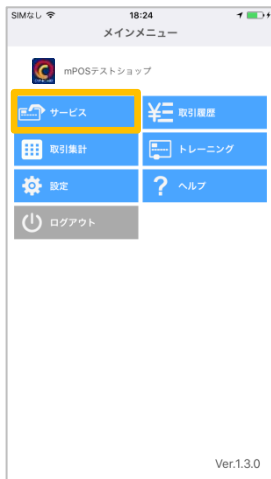 SIMなし 18:24
メインメニュー
mPOSテストショップ
サービス 取引履歴
取引集計 トレーニング
設定 ? ヘルプ
ログアウト
Ver.1.3.0